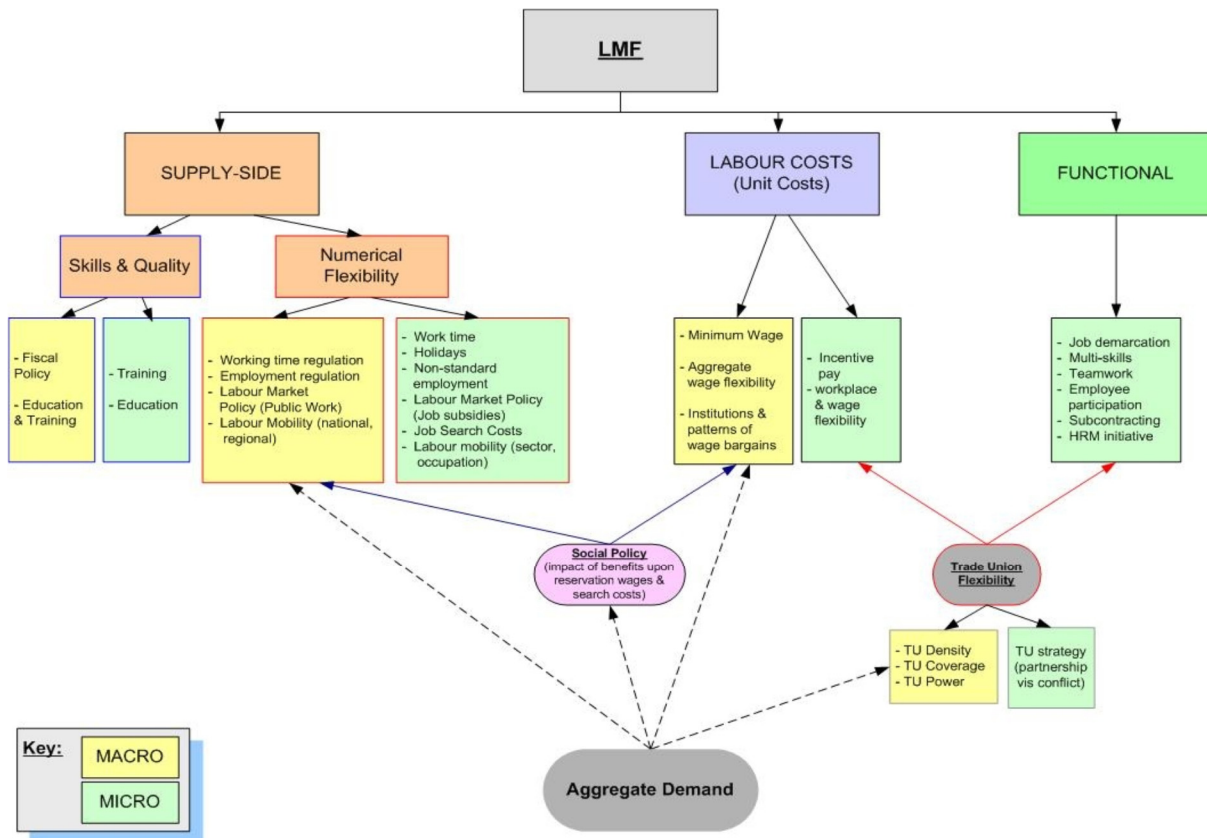 LMF
SUPPLY-SIDE
LABOUR COSTS
(Unit Costs)
FUNCTIONAL
Skills & Quality
Numerical
Flexibility
- Fiscal
Policy
- Education
& Training
- Training
- Education
- Working time regulation
- Employment regulation
- Labour Market
Policy (Public Work)
- Labour Mobility (national,
regional)
- Work time
- Holidays
- Non-standard
employment
- Labour Market Policy
(Job subsidies)
- Job Search Costs
- Labour mobility (sector,
occupation)
- Minimum Wage
- Aggregate
wage flexibility
- Institutions &
patterns of
wage bargains
- Incentive
pay
- workplace
& wage
flexibility
- Job demarcation
- Multi-skills
- Teamwork
- Employee
participation
- Subcontracting
- HRM initiative
Social Policy
(impact of benefits upon
reservation wages &
search costs)
Trade Union
Flexibility
- TU Density
- TU Coverage
- TU Power
TU strategy
(partnership
vis conflict)
Aggregate Demand
Key:
MACRO
MICRO